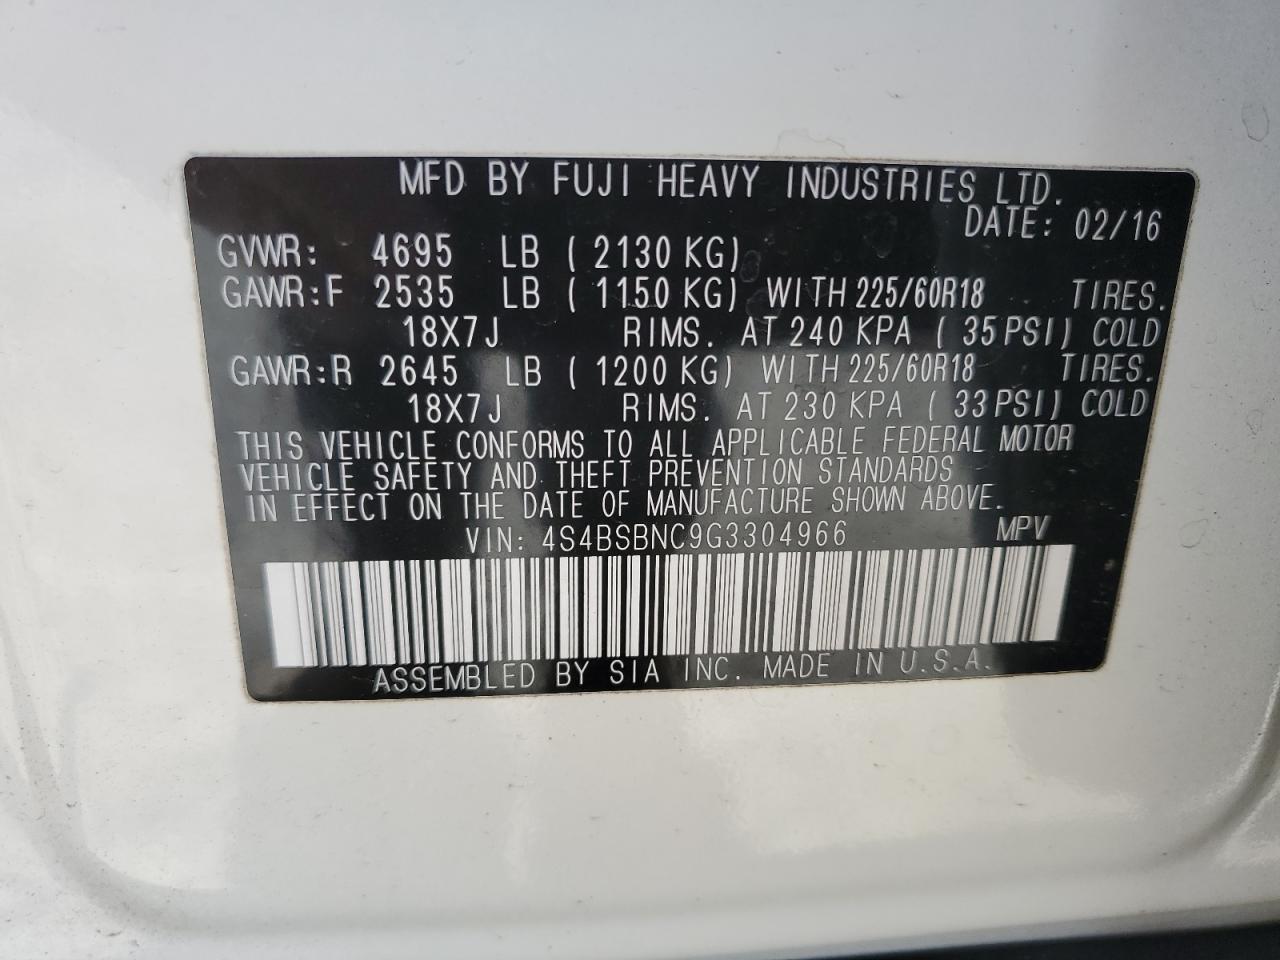 MFD BY FUJI HEAVY INDUSTRIES LTD.
DATE: 02/16
GVWR: 4695 LB ( 2130 KG)
GAWR:F 2535 LB ( 1150 KG) WITH 225/60R18 TIRES.
18X7J RIMS. AT 240 KPA ( 35 PSI) COLD
GAWR:R 2645 LB ( 1200 KG) WITH 225/60R18 TIRES.
18X7J RIMS. AT 230 KPA ( 33 PSI) COLD
THIS VEHICLE CONFORMS TO ALL APPLICABLE FEDERAL MOTOR
VEHICLE SAFETY AND THEFT PREVENTION STANDARDS
IN EFFECT ON THE DATE OF MANUFACTURE SHOWN ABOVE.
VIN: 4S4BSBNC9G3304966 MPV
ASSEMBLED BY SIA INC. MADE IN U.S.A.